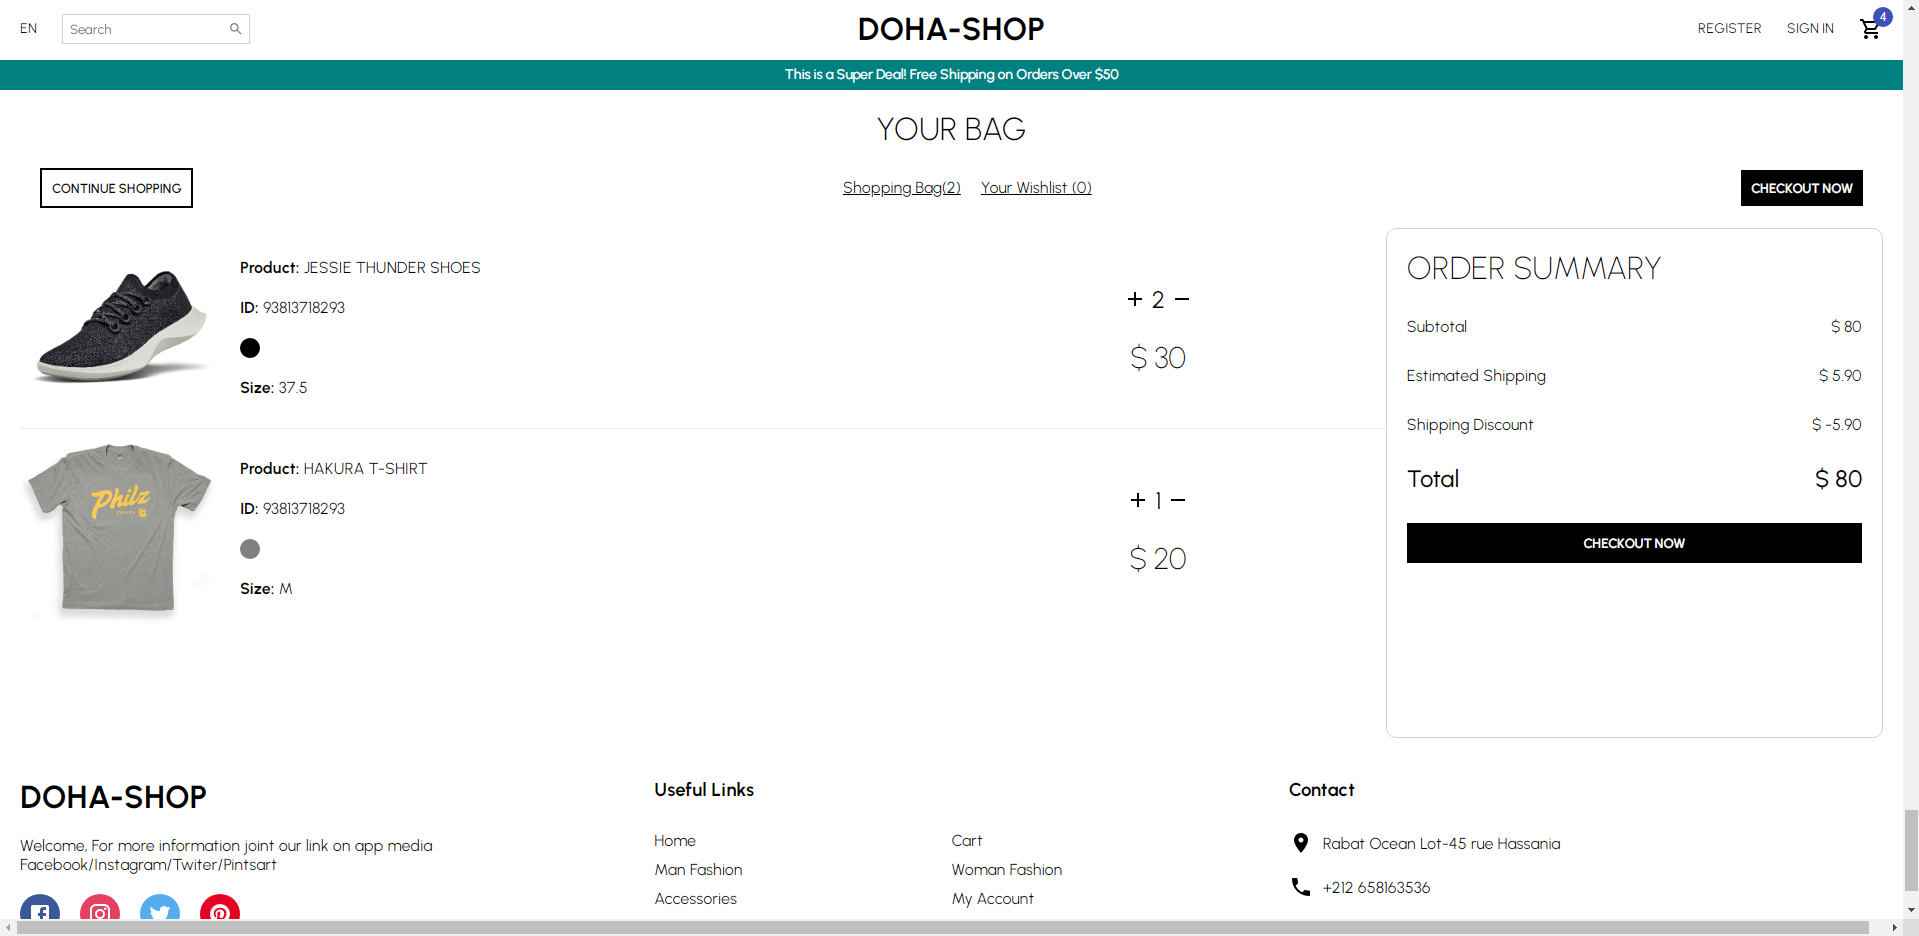 EN
Search
DOHA-SHOP
REGISTER
SIGN IN
4
This is a Super Deal! Free Shipping on Orders Over $50
YOUR BAG
CONTINUE SHOPPING
Shopping Bag(2)
Your Wishlist (0)
CHECKOUT NOW
Product: JESSIE THUNDER SHOES
ID: 93813718293
Size: 37.5
+ 2 −
$ 30
Product: HAKURA T-SHIRT
ID: 93813718293
Size: M
Philz
COFFEE
+ 1 −
$ 20
ORDER SUMMARY
Subtotal $ 80
Estimated Shipping $ 5.90
Shipping Discount $ -5.90
Total $ 80
CHECKOUT NOW
DOHA-SHOP
Welcome, For more information joint our link on app media
Facebook/Instagram/Twiter/Pintsart
Useful Links
Home
Cart
Man Fashion
Woman Fashion
Accessories
My Account
Contact
Rabat Ocean Lot-45 rue Hassania
+212 658163536